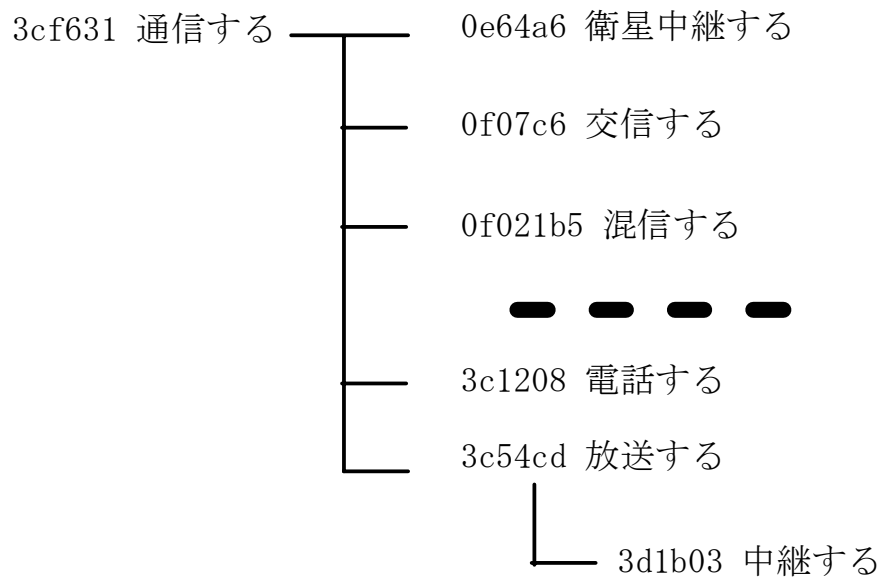 3cf631 通信する
0e64a6 衛星中継する
0f07c6 交信する
0f021b5 混信する
3c1208 電話する
3c54cd 放送する
3d1b03 中継する